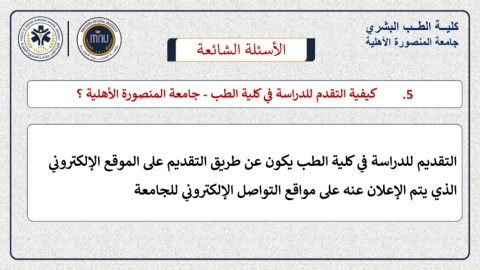 كليـــة الطــب البشري
جامعة المنصورة الأهلية
MNU
الأسئلة الشائعة
5. كيفية التقدم للدراسة في كلية الطب - جامعة المنصورة الأهلية ؟
التقديم للدراسة في كلية الطب يكون عن طريق التقديم على الموقع الإلكتروني
الذي يتم الإعلان عنه على مواقع التواصل الإلكتروني للجامعة